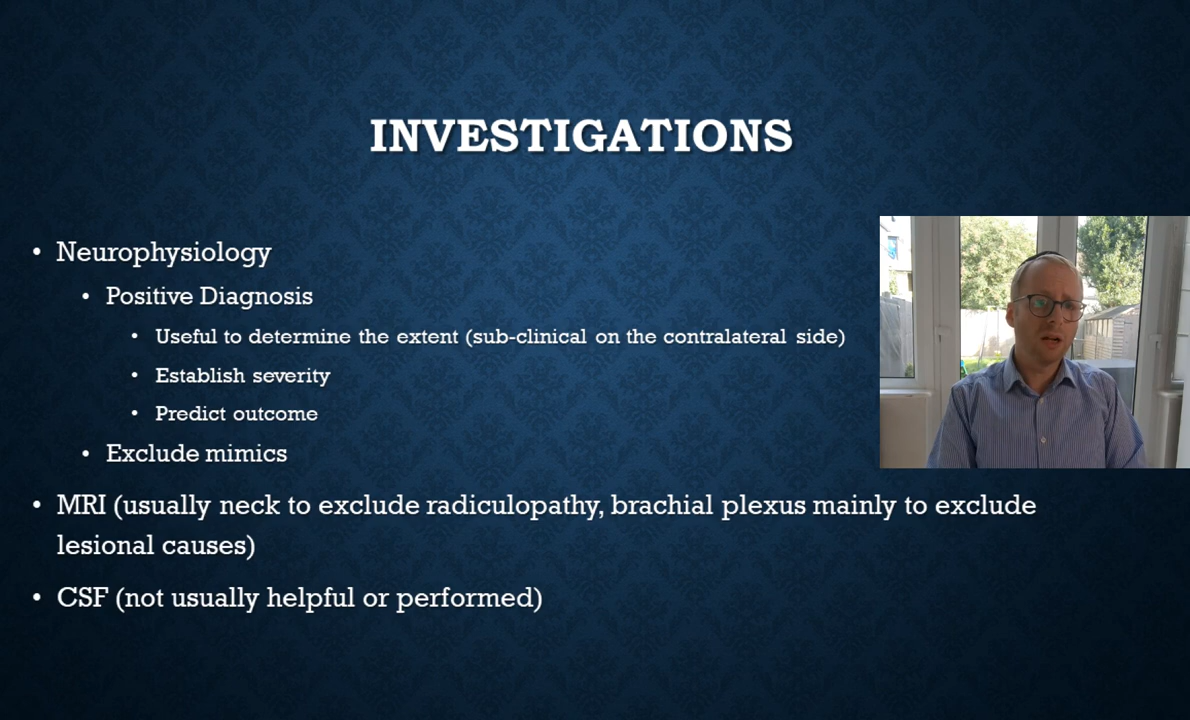 INVESTIGATIONS
• Neurophysiology
• Positive Diagnosis
• Useful to determine the extent (sub-clinical on the contralateral side)
• Establish severity
• Predict outcome
• Exclude mimics
• MRI (usually neck to exclude radiculopathy, brachial plexus mainly to exclude
lesional causes)
• CSF (not usually helpful or performed)